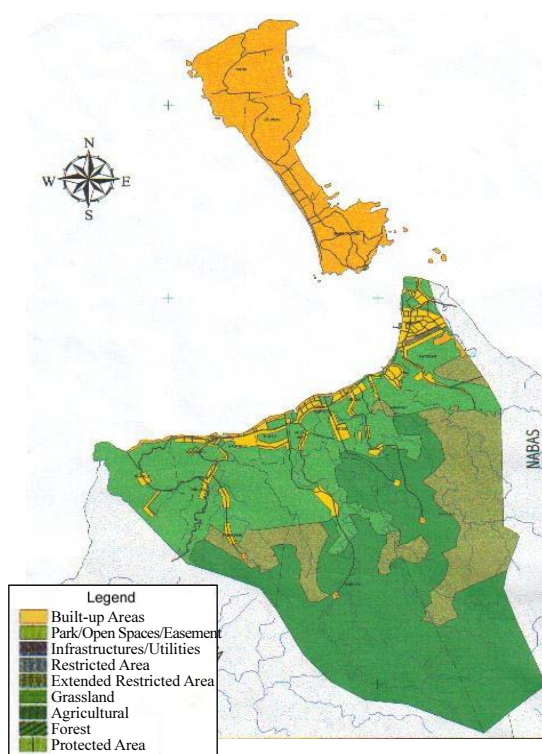 N
W E
S
NABAS
Legend
Built-up Areas
Park/Open Spaces/Easement
Infrastructures/Utilities
Restricted Area
Extended Restricted Area
Grassland
Agricultural
Forest
Protected Area